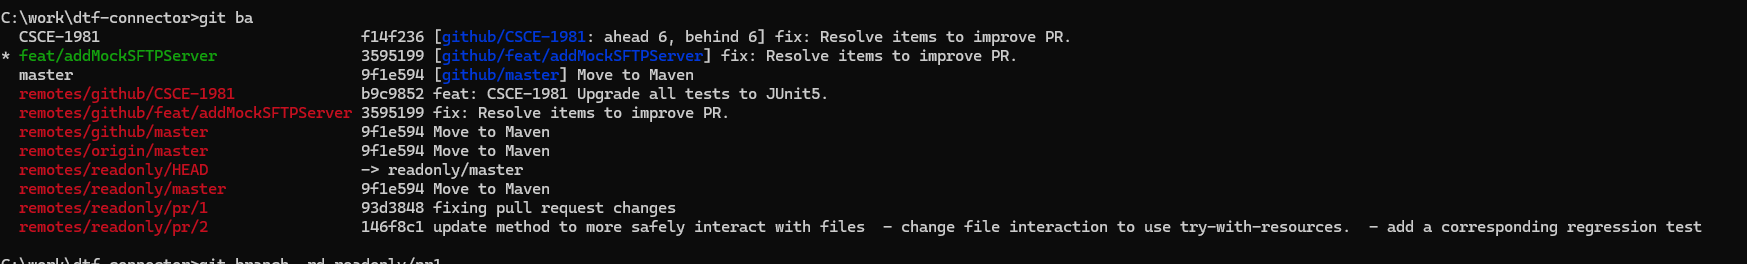 C:\work\dtf-connector>git ba
  CSCE-1981                             f14f236 [github/CSCE-1981: ahead 6, behind 6] fix: Resolve items to improve PR.
* feat/addMockSFTPServer                3595199 [github/feat/addMockSFTPServer] fix: Resolve items to improve PR.
  master                                9f1e594 [github/master] Move to Maven
  remotes/github/CSCE-1981              b9c9852 feat: CSCE-1981 Upgrade all tests to JUnit5.
  remotes/github/feat/addMockSFTPServer 3595199 fix: Resolve items to improve PR.
  remotes/github/master                 9f1e594 Move to Maven
  remotes/origin/master                 9f1e594 Move to Maven
  remotes/readonly/HEAD                 -> readonly/master
  remotes/readonly/master               9f1e594 Move to Maven
  remotes/readonly/pr/1                 93d3848 fixing pull request changes
  remotes/readonly/pr/2                 146f8c1 update method to more safely interact with files  - change file interaction to use try-with-resources.  - add a corresponding regression test
C:\work\dtf-connector>git branch -rd readonly/pr1